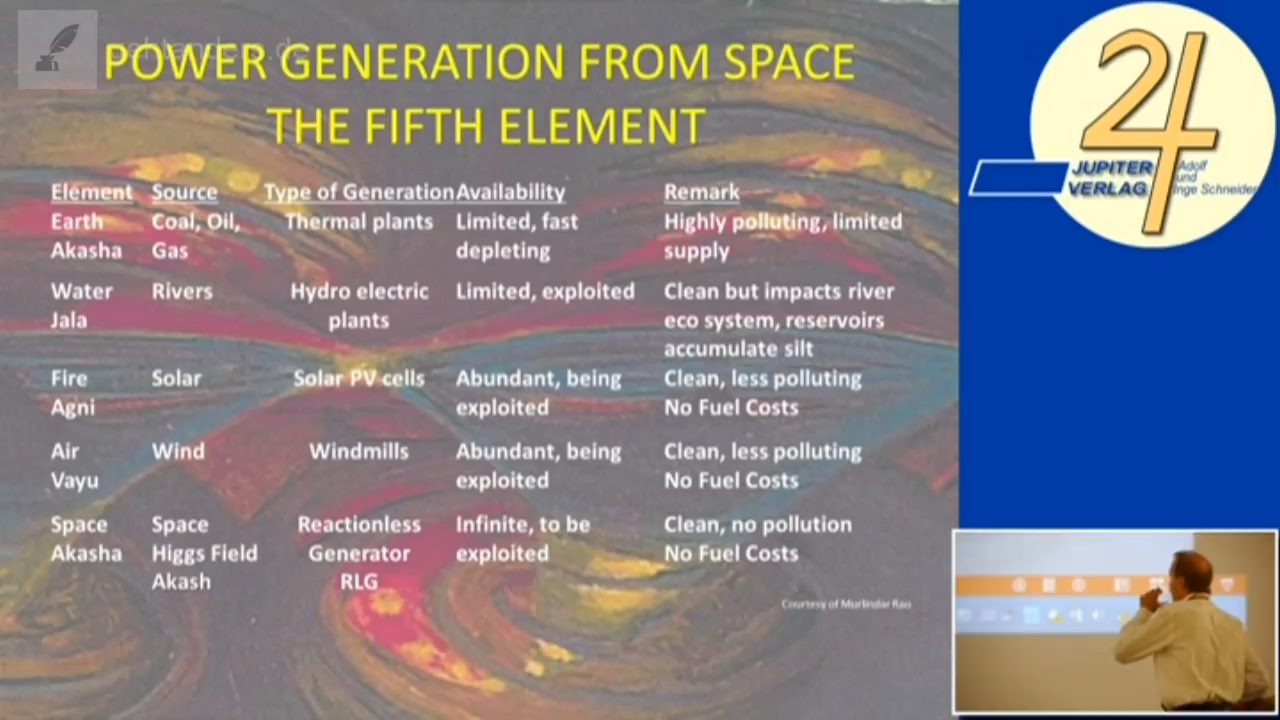 POWER GENERATION FROM SPACE
THE FIFTH ELEMENT
Element Source Type of Generation Availability Remark
Earth Coal, Oil, Thermal plants Limited, fast Highly polluting, limited
Akasha Gas depleting supply
Water Rivers Hydro electric Limited, exploited Clean but impacts river
Jala plants eco system, reservoirs
accumulate silt
Fire Solar Solar PV cells Abundant, being Clean, less polluting
Agni exploited No Fuel Costs
Air Wind Windmills Abundant, being Clean, less polluting
Vayu exploited No Fuel Costs
Space Space Reactionless Infinite, to be Clean, no pollution
Akasha Higgs Field Generator exploited No Fuel Costs
Akash RLG
Courtesy of Murlindar Rao
24
JUPITER Adolf
und
VERLAG Inge Schneider